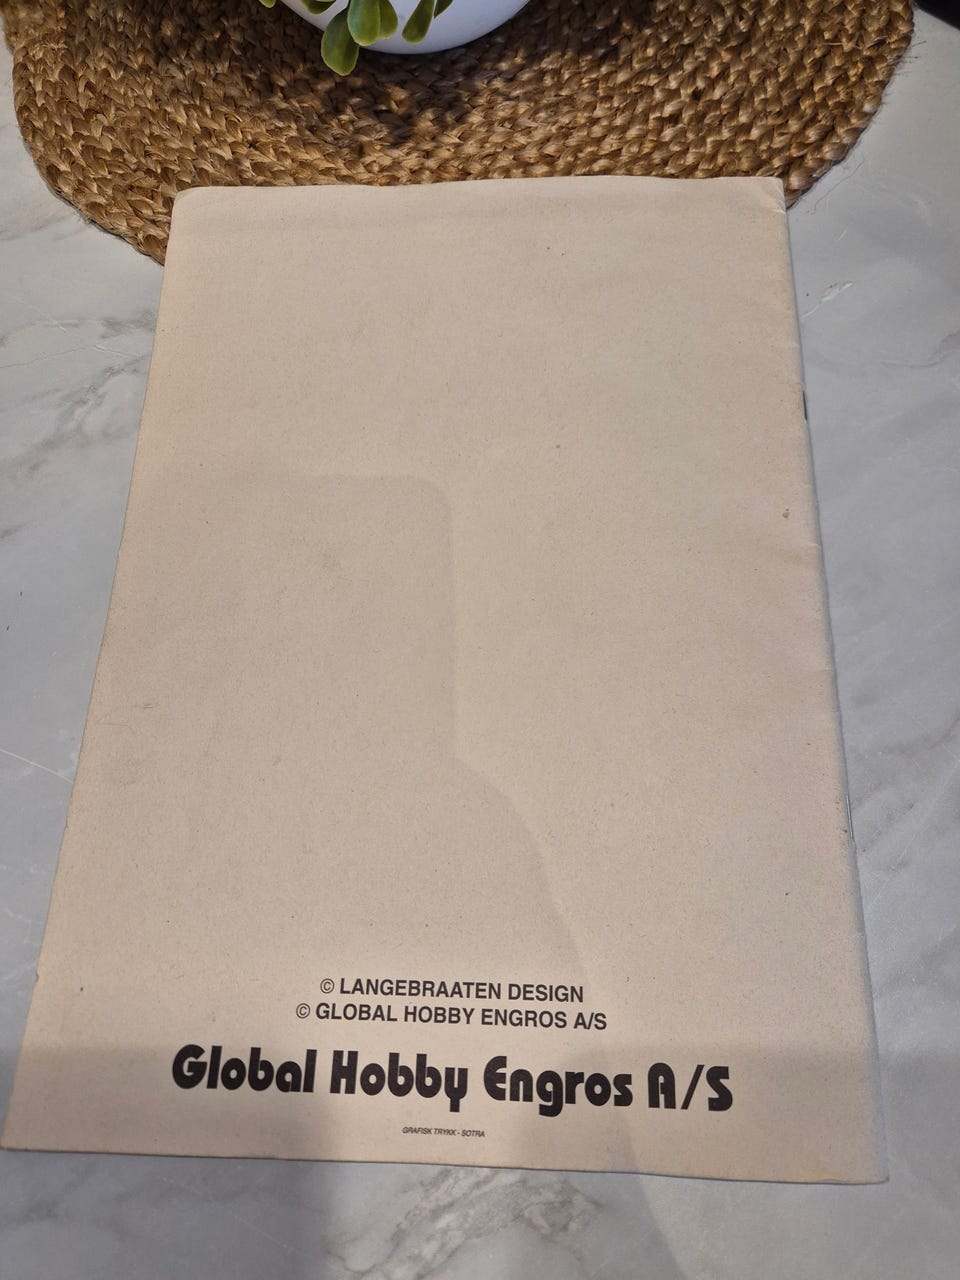 © LANGEBRAATEN DESIGN
© GLOBAL HOBBY ENGROS A/S
Global Hobby Engros A/S
GRAFISK TRYKK - SOTRA